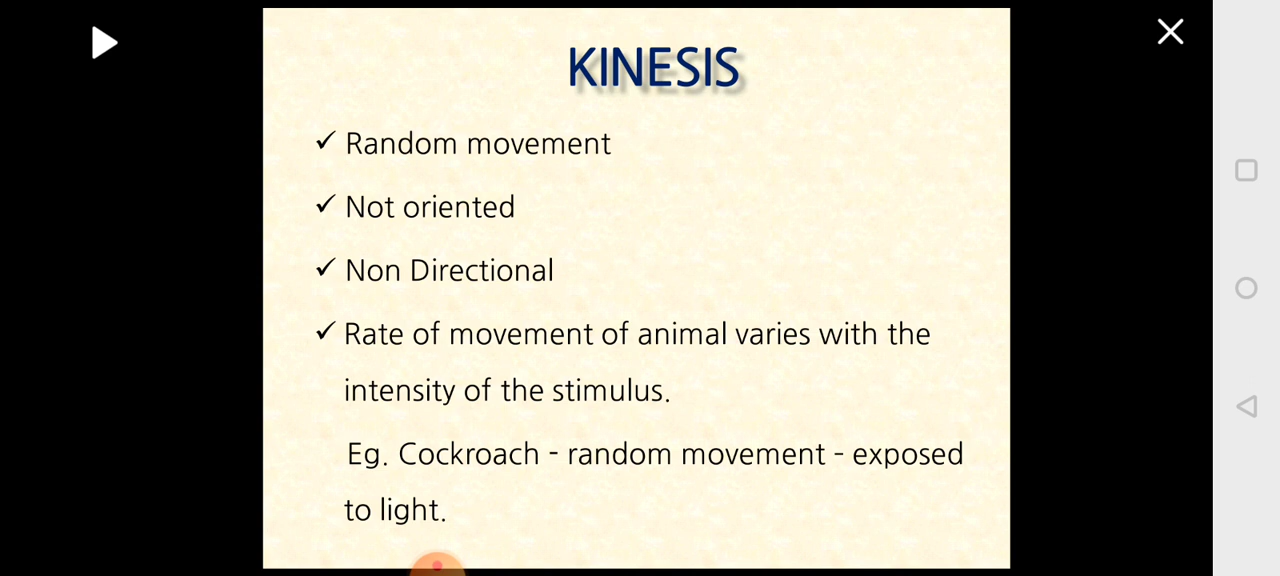 KINESIS
✓ Random movement
✓ Not oriented
✓ Non Directional
✓ Rate of movement of animal varies with the
intensity of the stimulus.
Eg. Cockroach - random movement - exposed
to light.